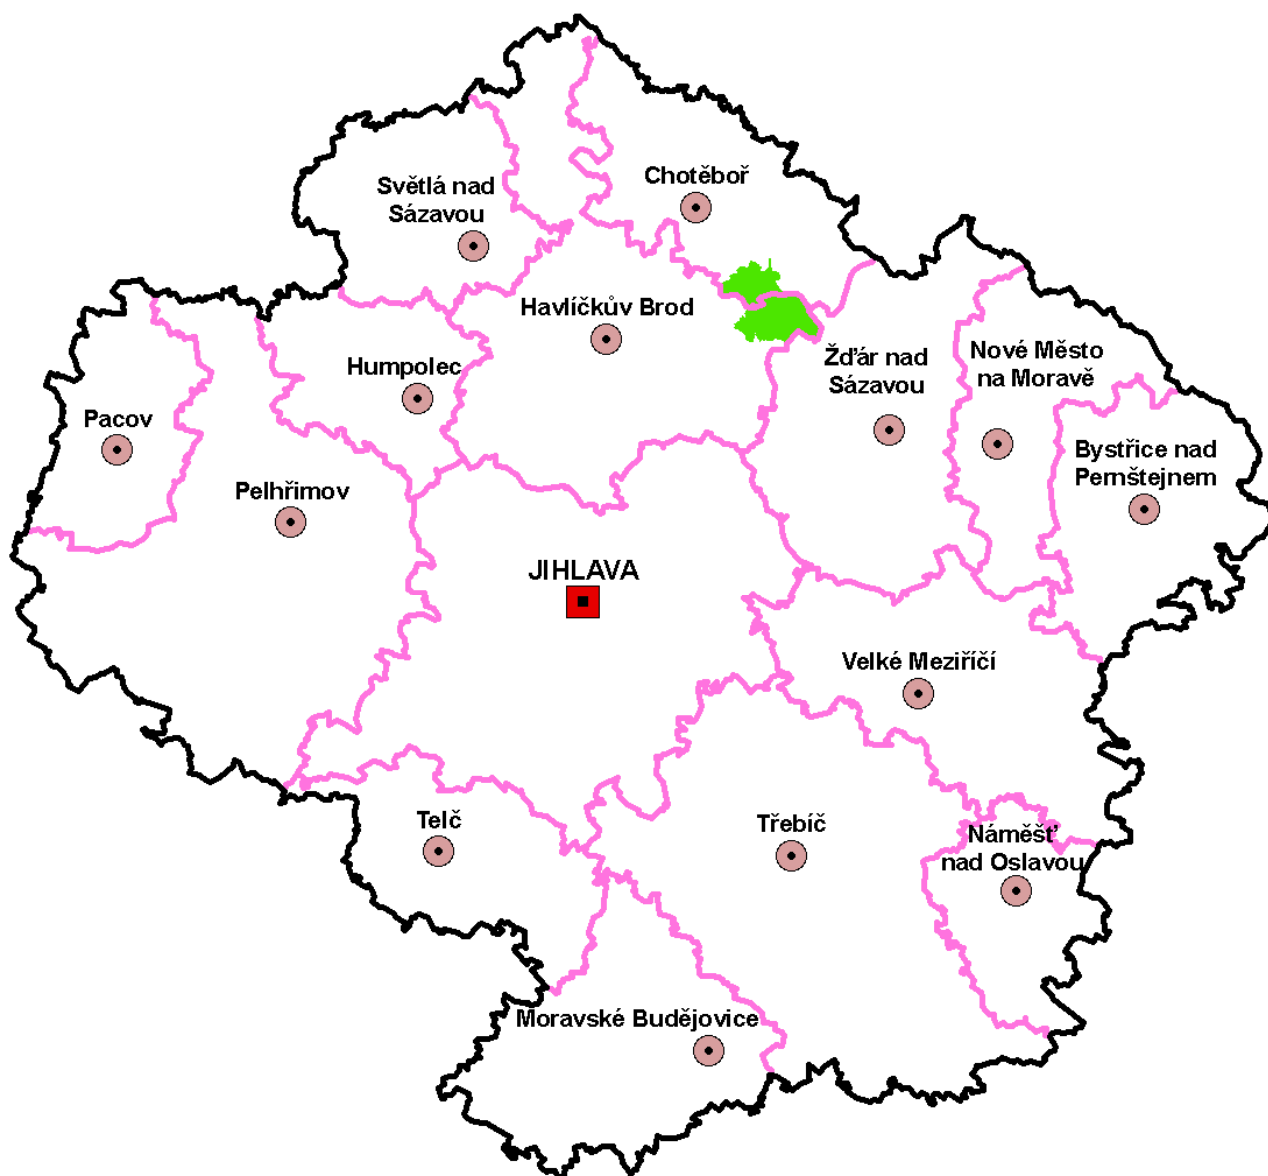 Chotěboř
Světlá nad
Sázavou
Havlíčkův Brod
Humpolec
Žďár nad
Sázavou
Nové Město
na Moravě
Pacov
Bystřice nad
Pernštejnem
Pelhřimov
JIHLAVA
Velké Meziříčí
Telč
Třebíč
Náměšť
nad Oslavou
Moravské Budějovice